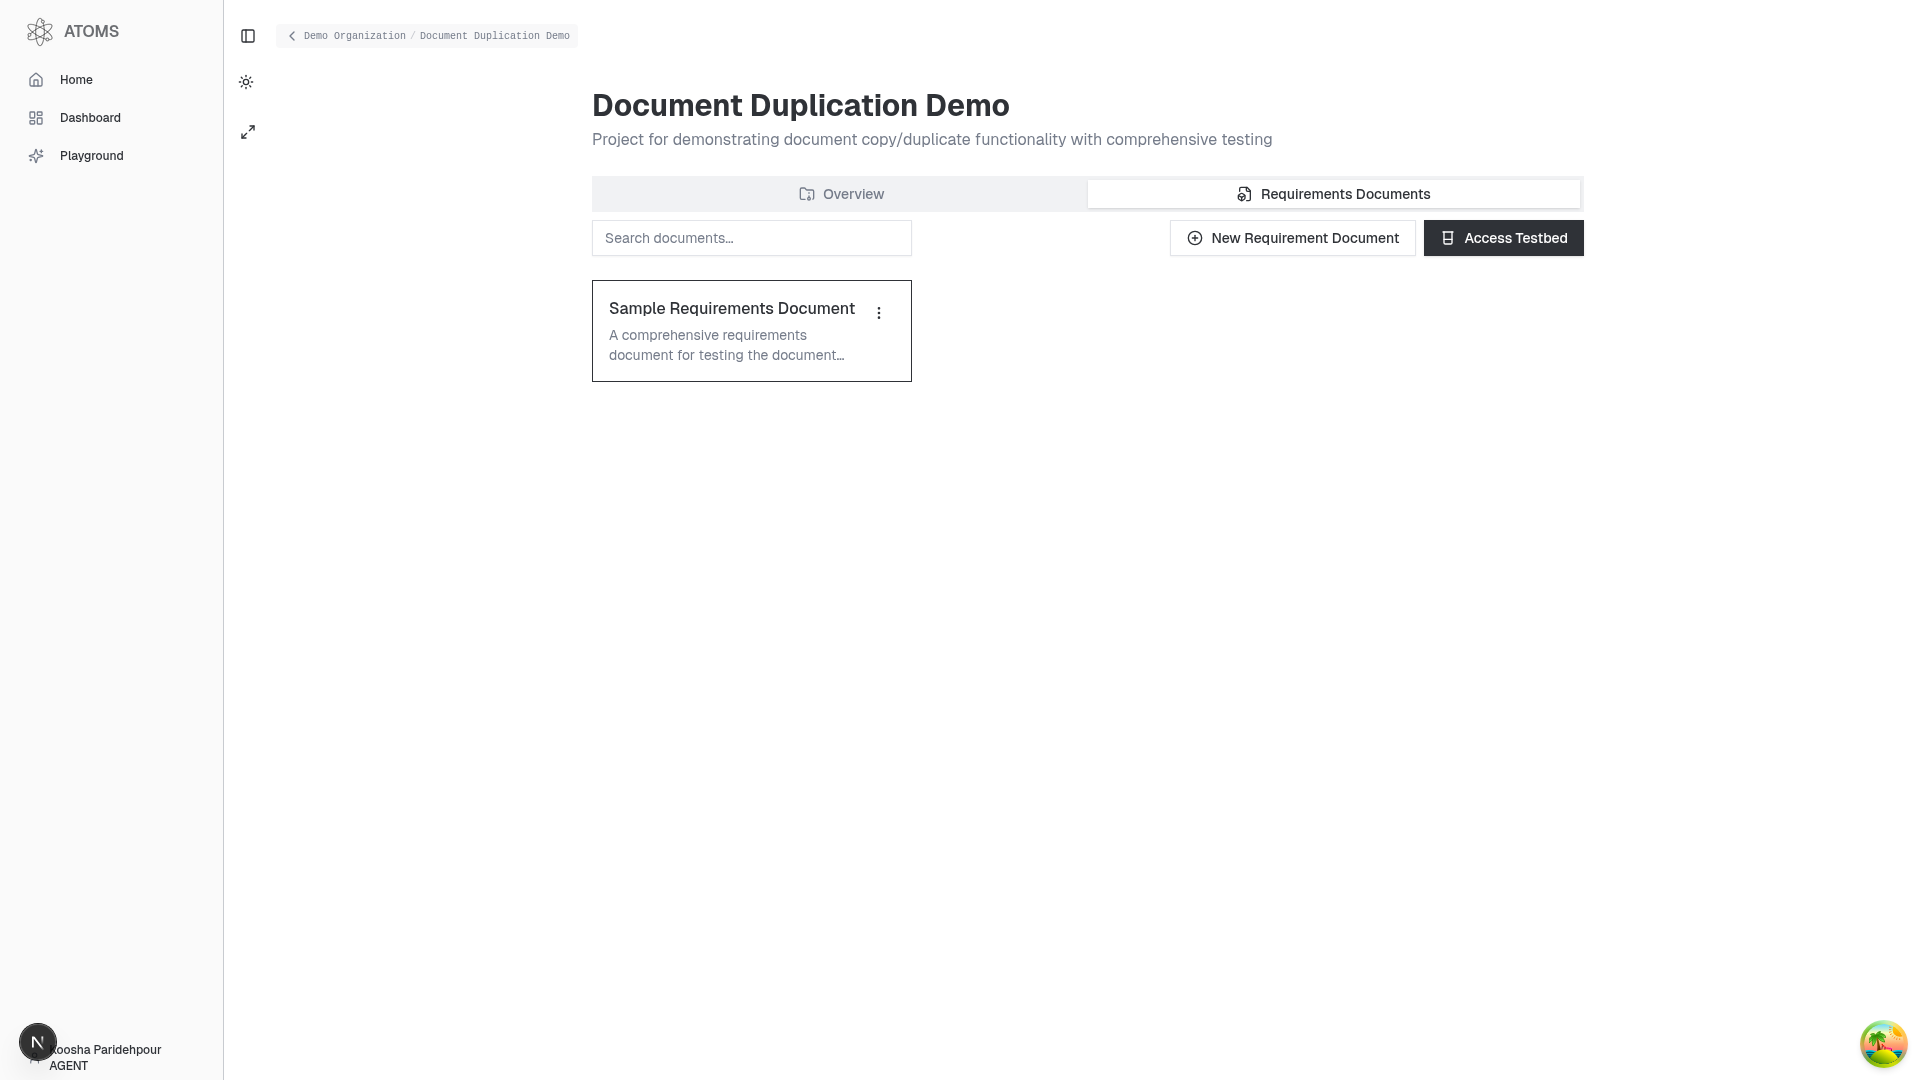 ATOMS
Home
Dashboard
Playground
Demo Organization / Document Duplication Demo
Document Duplication Demo
Project for demonstrating document copy/duplicate functionality with comprehensive testing
Overview
Requirements Documents
Search documents...
New Requirement Document
Access Testbed
Sample Requirements Document
A comprehensive requirements
document for testing the document...
N
Koosha Paridehpour
AGENT